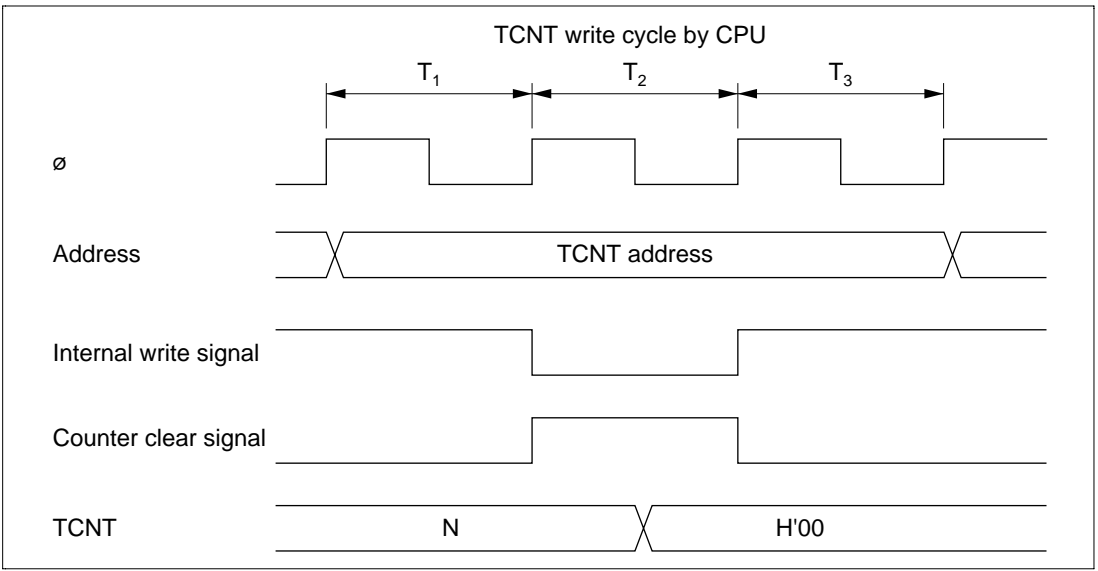 TCNT write cycle by CPU
T1 T2 T3
ø
Address TCNT address
Internal write signal
Counter clear signal
TCNT N H'00